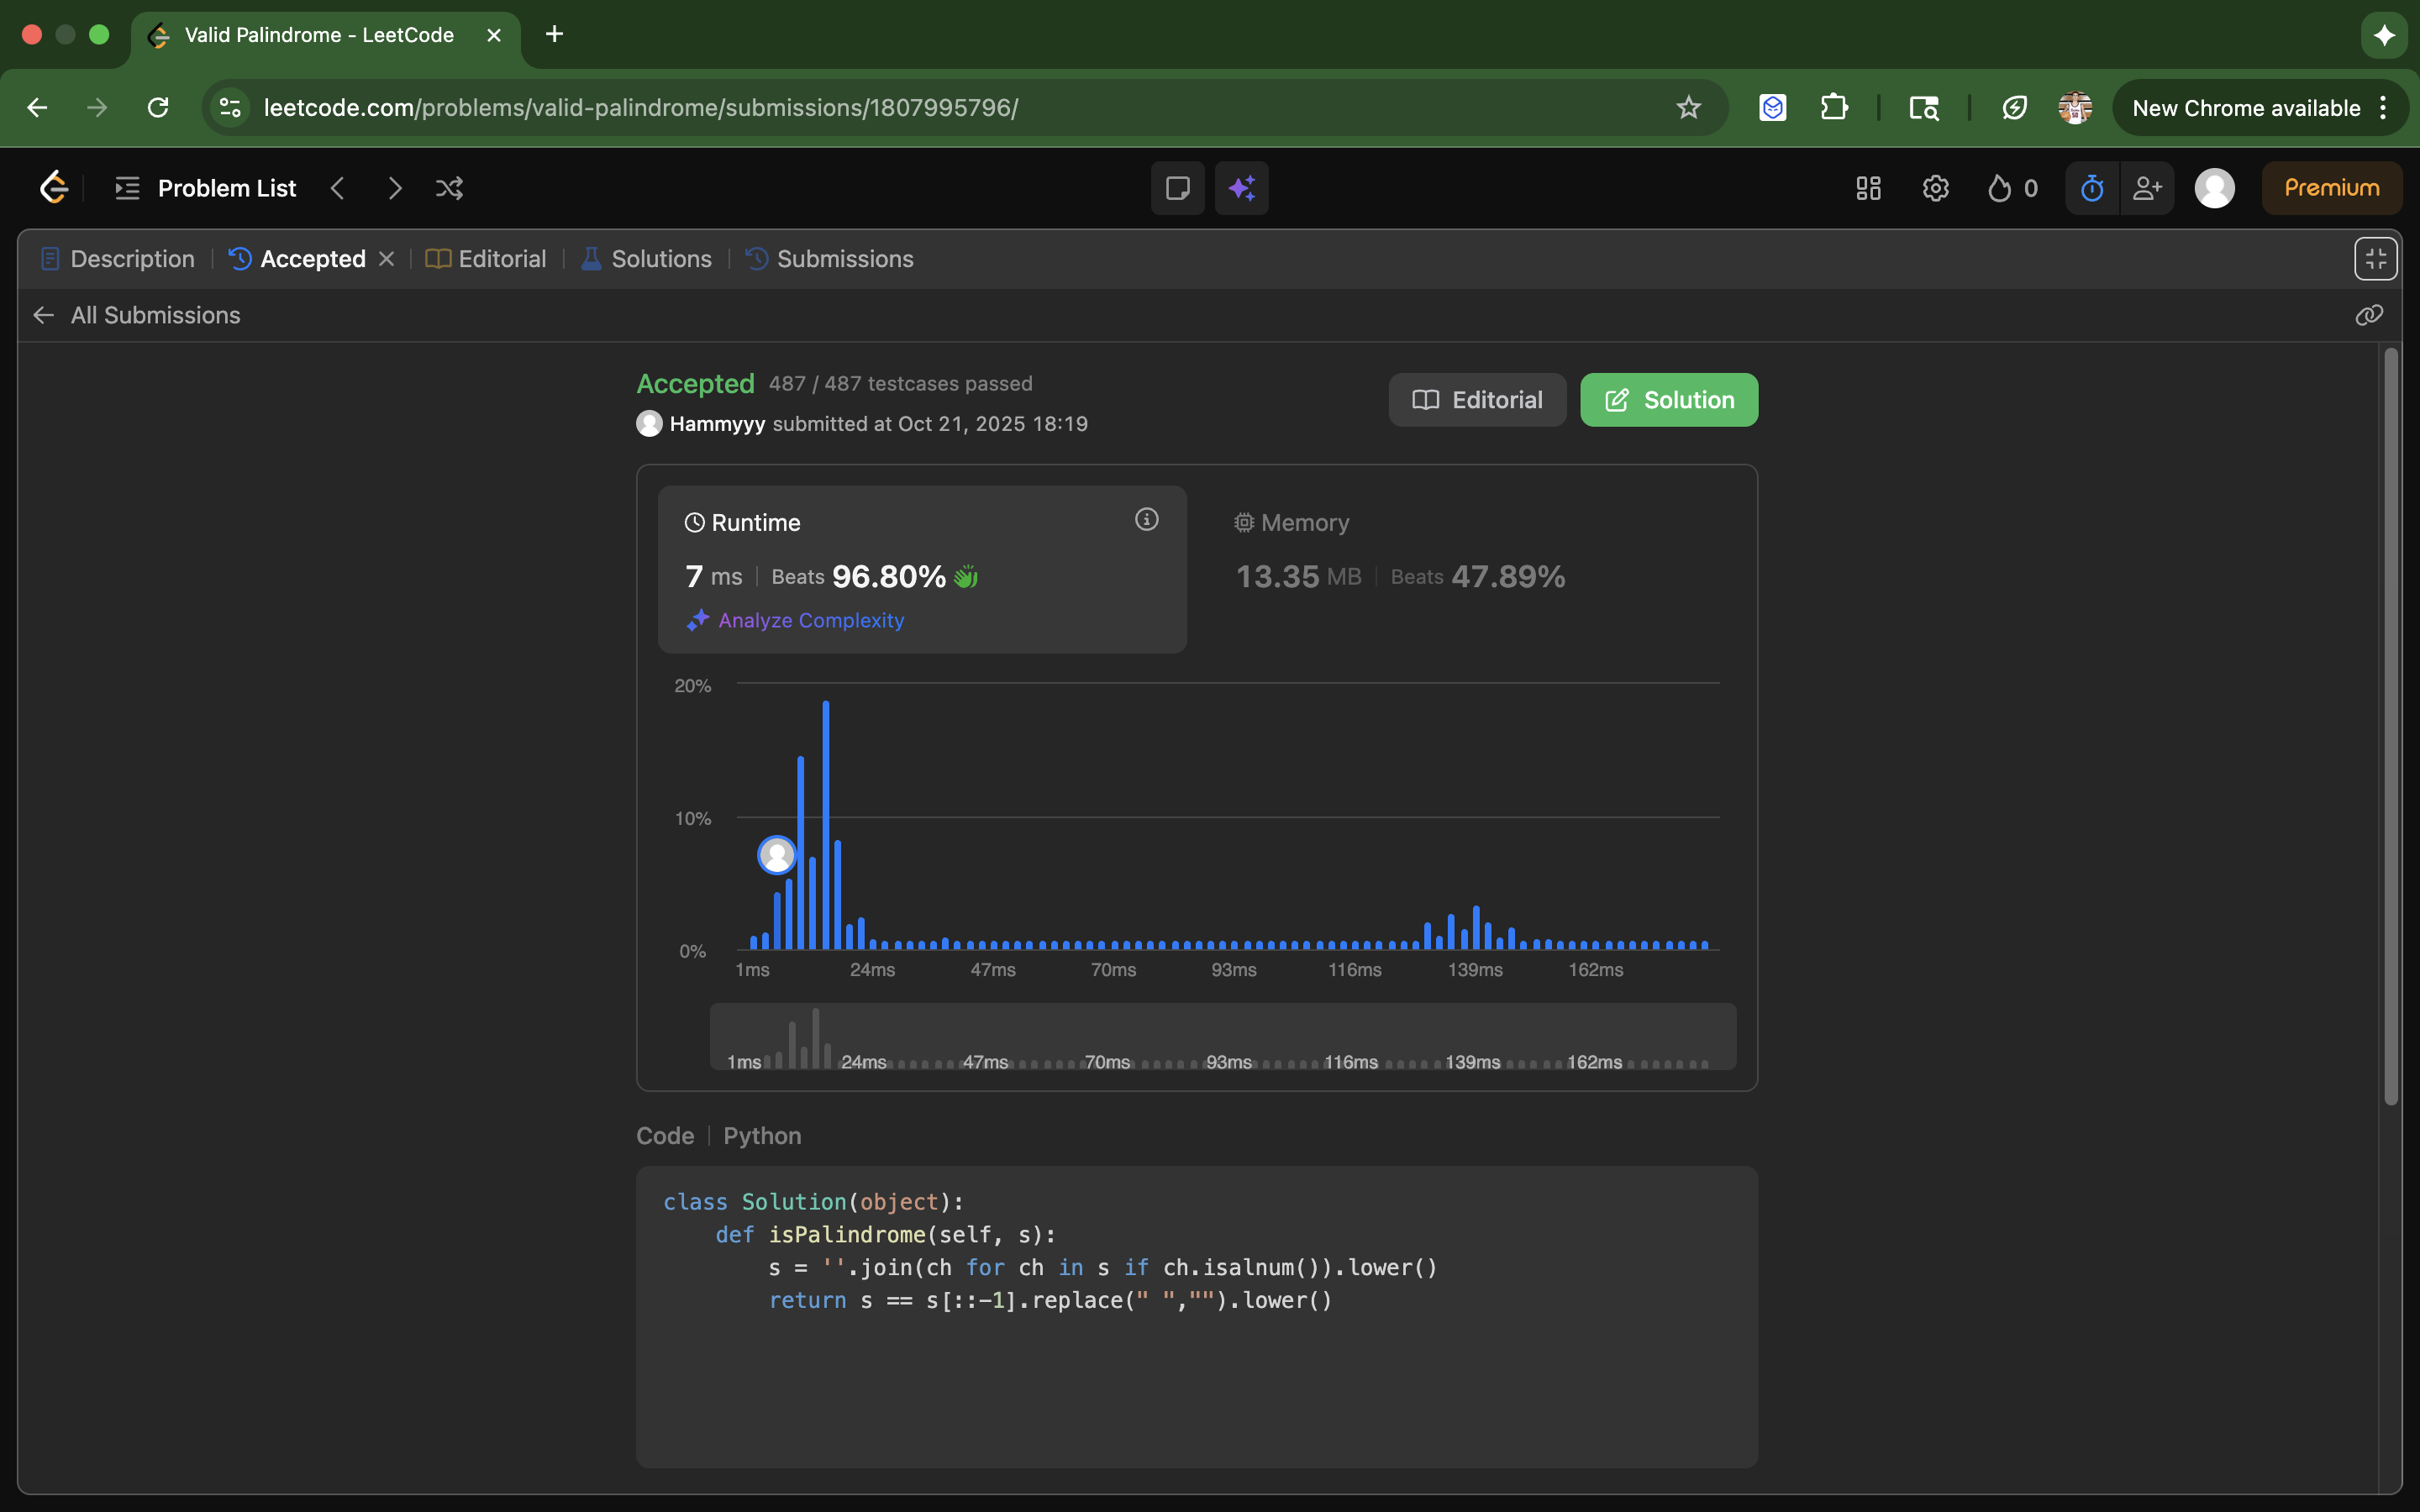 Valid Palindrome - LeetCode
leetcode.com/problems/valid-palindrome/submissions/1807995796/
New Chrome available
Problem List
0
Premium
Description
Accepted
Editorial
Solutions
Submissions
All Submissions
Accepted 487 / 487 testcases passed
Hammyyy submitted at Oct 21, 2025 18:19
Editorial
Solution
Runtime
7 ms | Beats 96.80%
Analyze Complexity
Memory
13.35 MB | Beats 47.89%
20%
10%
0%
1ms 24ms 47ms 70ms 93ms 116ms 139ms 162ms
1ms 24ms 47ms 70ms 93ms 116ms 139ms 162ms
Code | Python
class Solution(object):
    def isPalindrome(self, s):
        s = ''.join(ch for ch in s if ch.isalnum()).lower()
        return s == s[::-1].replace(" ","").lower()